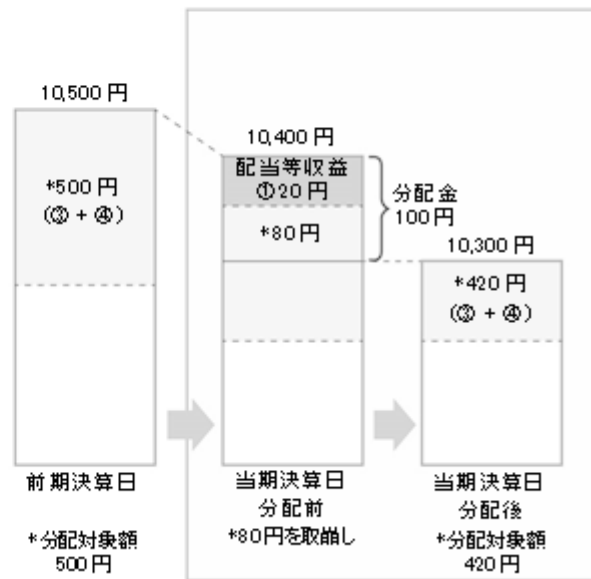 10,500円
*500円
(③+④)
前期決算日
*分配対象額
500円
10,400円
配当等収益
①20円
*80円
分配金
100円
当期決算日
分配前
*80円を取崩し
10,300円
*420円
(③+④)
当期決算日
分配後
*分配対象額
420円